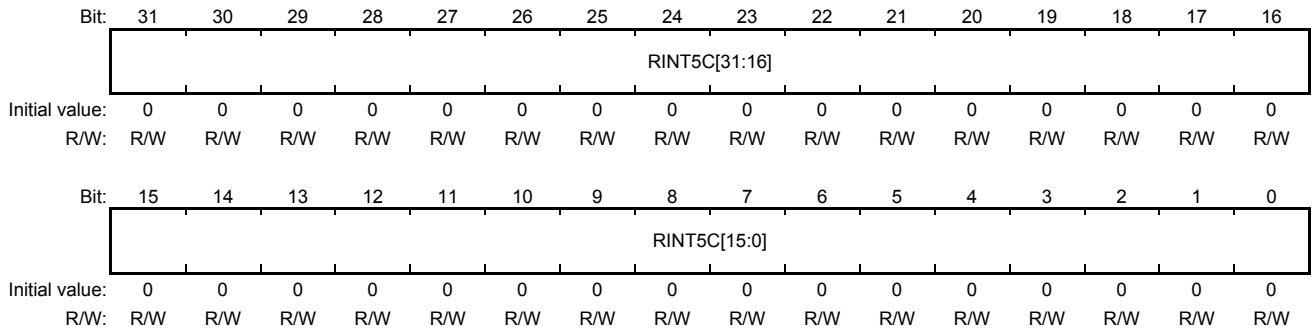 Bit: 31 30 29 28 27 26 25 24 23 22 21 20 19 18 17 16
RINT5C[31:16]
Initial value: 0 0 0 0 0 0 0 0 0 0 0 0 0 0 0 0
R/W: R/W R/W R/W R/W R/W R/W R/W R/W R/W R/W R/W R/W R/W R/W R/W R/W
Bit: 15 14 13 12 11 10 9 8 7 6 5 4 3 2 1 0
RINT5C[15:0]
Initial value: 0 0 0 0 0 0 0 0 0 0 0 0 0 0 0 0
R/W: R/W R/W R/W R/W R/W R/W R/W R/W R/W R/W R/W R/W R/W R/W R/W R/W